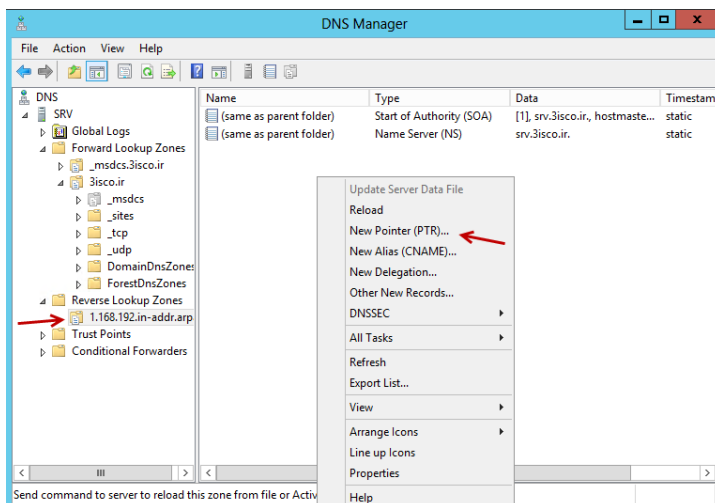 DNS Manager
File Action View Help
DNS
SRV
Global Logs
Forward Lookup Zones
_msdcs.3isco.ir
3isco.ir
_msdcs
_sites
_tcp
_udp
DomainDnsZones
ForestDnsZones
Reverse Lookup Zones
1.168.192.in-addr.arp
Trust Points
Conditional Forwarders
Name Type Data Timestam
(same as parent folder) Start of Authority (SOA) [1], srv.3isco.ir., hostmaste... static
(same as parent folder) Name Server (NS) srv.3isco.ir. static
Update Server Data File
Reload
New Pointer (PTR)...
New Alias (CNAME)...
New Delegation...
Other New Records...
DNSSEC
All Tasks
Refresh
Export List...
View
Arrange Icons
Line up Icons
Properties
Help
Send command to server to reload this zone from file or Activ